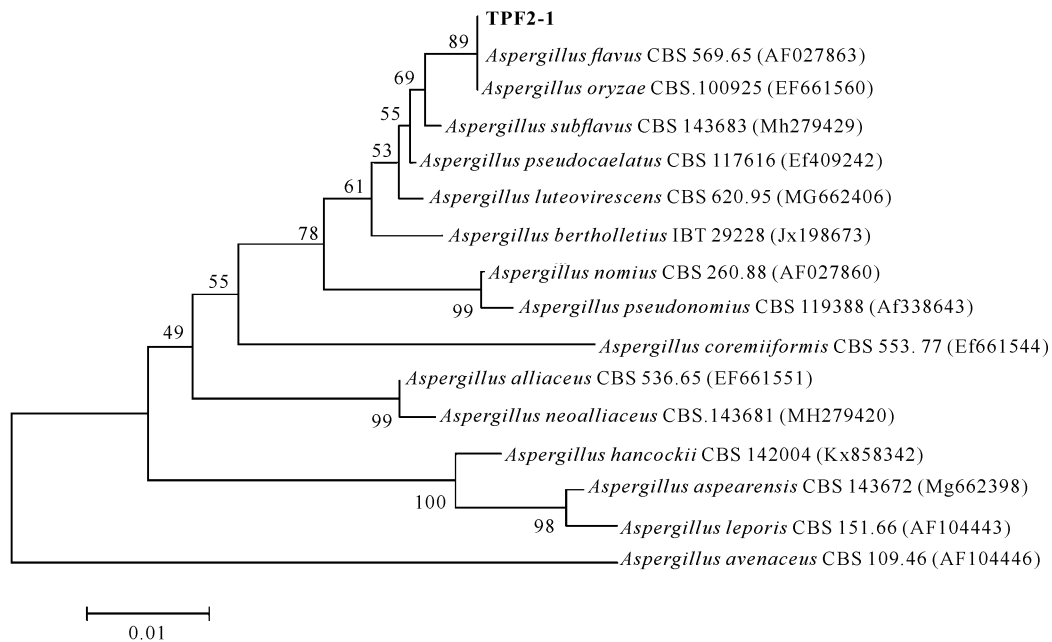 TPF2-1
89
Aspergillus flavus CBS 569.65 (AF027863)
69
Aspergillus oryzae CBS.100925 (EF661560)
55
Aspergillus subflavus CBS 143683 (Mh279429)
53
Aspergillus pseudocaelatus CBS 117616 (Ef409242)
61
Aspergillus luteovirescens CBS 620.95 (MG662406)
78
Aspergillus bertholletius IBT 29228 (Jx198673)
55
Aspergillus nomius CBS 260.88 (AF027860)
99
Aspergillus pseudonomius CBS 119388 (Af338643)
49
Aspergillus coremiiformis CBS 553. 77 (Ef661544)
Aspergillus alliaceus CBS 536.65 (EF661551)
99
Aspergillus neoalliaceus CBS.143681 (MH279420)
Aspergillus hancockii CBS 142004 (Kx858342)
100
Aspergillus aspearensis CBS 143672 (Mg662398)
98
Aspergillus leporis CBS 151.66 (AF104443)
Aspergillus avenaceus CBS 109.46 (AF104446)
0.01